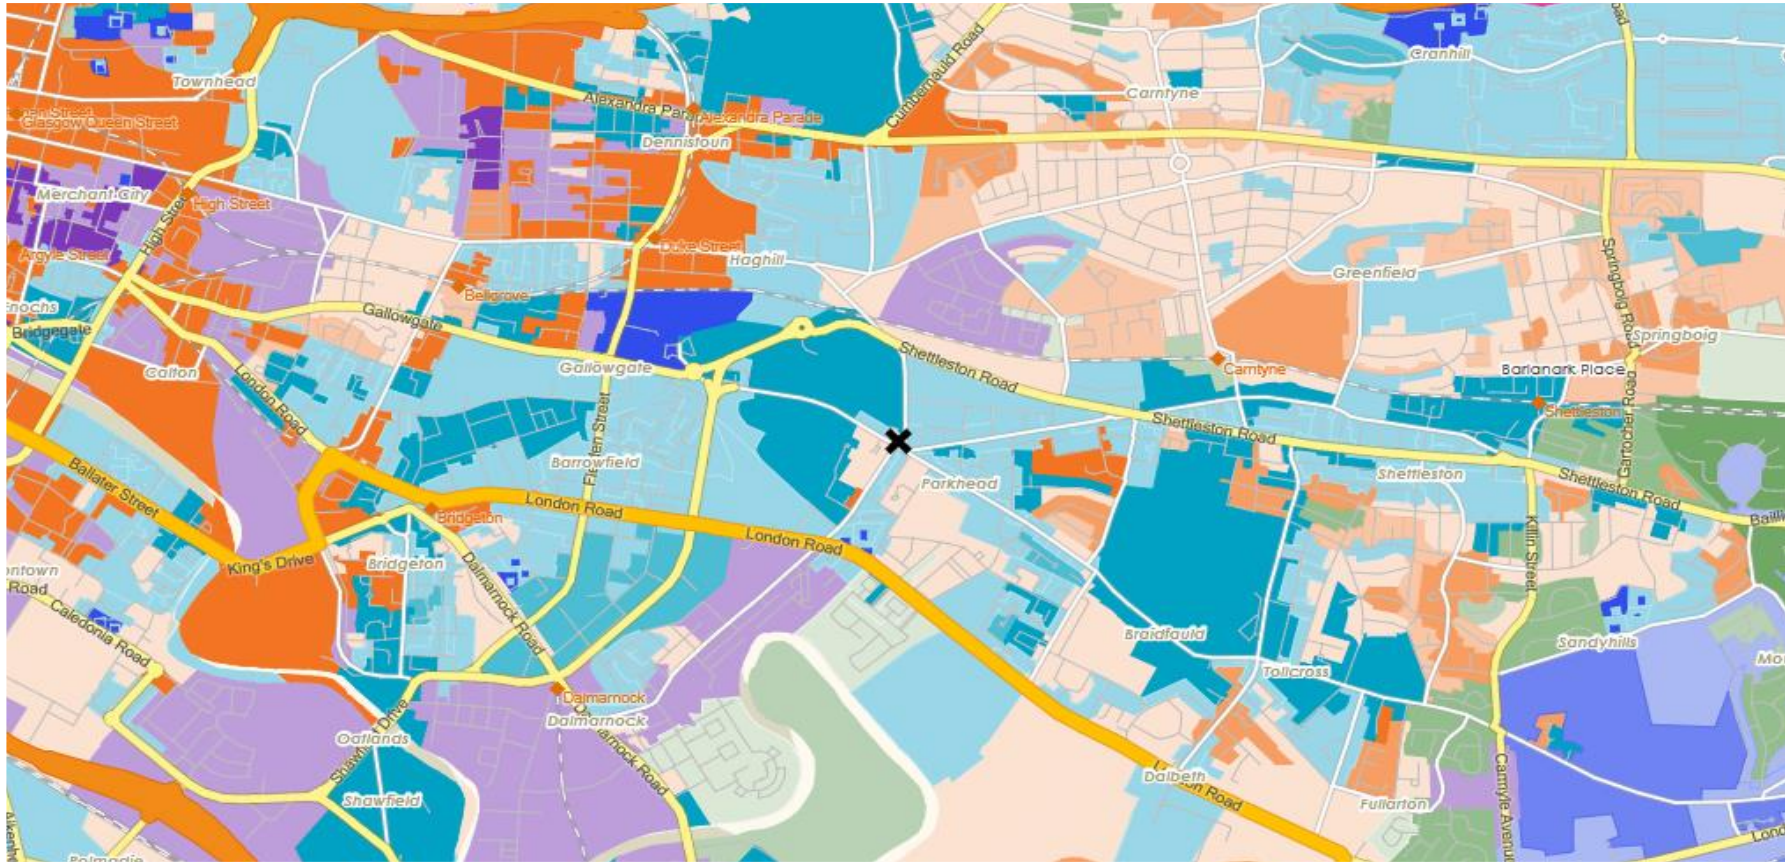 Townhead
Cranhill
Carntyne
Cumbernauld Road
Alexandra Parade
Alexandra Parade
Glasgow Queen Street
Dennistoun
Merchant City
High Street
High Street
Argyle Street
Duke Street
Haghill
Greenfield
Springboig Road
Bellgrove
Bridgegate
Gallowgate
Springboig
Shettleston Road
Carntyne
Barlanark Place
Gallowgate
Calton
London Road
Shettleston
Gartocher Road
Shettleston Road
Barrowfield
Ballater Street
Parkhead
Shettleston
Shettleston Road
London Road
Bridgeton
London Road
King's Drive
Bridgeton
Killin Street
Dalmarnock Road
Road
Caledonia Road
Braidfauld
Sandyhills
Tollcross
Dalmarnock
Dalmarnock
Oatlands
Shawfield Drive
Dalmarnock Road
Dalbeth
London Road
Shawfield
Fullarton
Carmyle Avenue
Polmadie